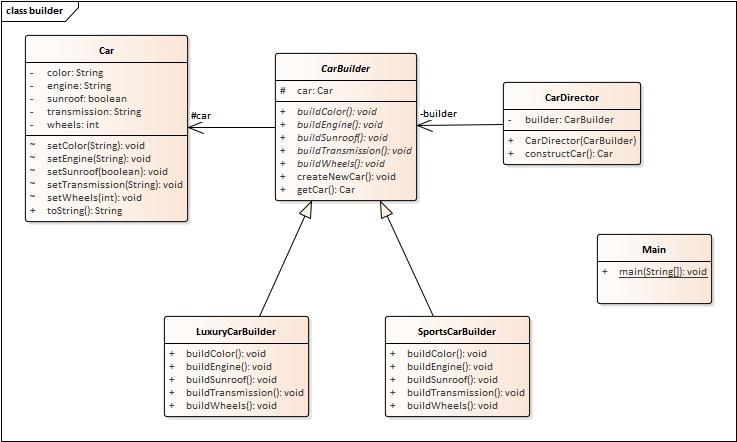 class builder
Car
- color: String
- engine: String
- sunroof: boolean
- transmission: String
- wheels: int
~ setColor(String): void
~ setEngine(String): void
~ setSunroof(boolean): void
~ setTransmission(String): void
~ setWheels(int): void
+ toString(): String
#car
CarBuilder
# car: Car
+ buildColor(): void
+ buildEngine(): void
+ buildSunroof(): void
+ buildTransmission(): void
+ buildWheels(): void
+ createNewCar(): void
+ getCar(): Car
-builder
CarDirector
- builder: CarBuilder
+ CarDirector(CarBuilder)
+ constructCar(): Car
Main
+ main(String[]): void
LuxuryCarBuilder
+ buildColor(): void
+ buildEngine(): void
+ buildSunroof(): void
+ buildTransmission(): void
+ buildWheels(): void
SportsCarBuilder
+ buildColor(): void
+ buildEngine(): void
+ buildSunroof(): void
+ buildTransmission(): void
+ buildWheels(): void